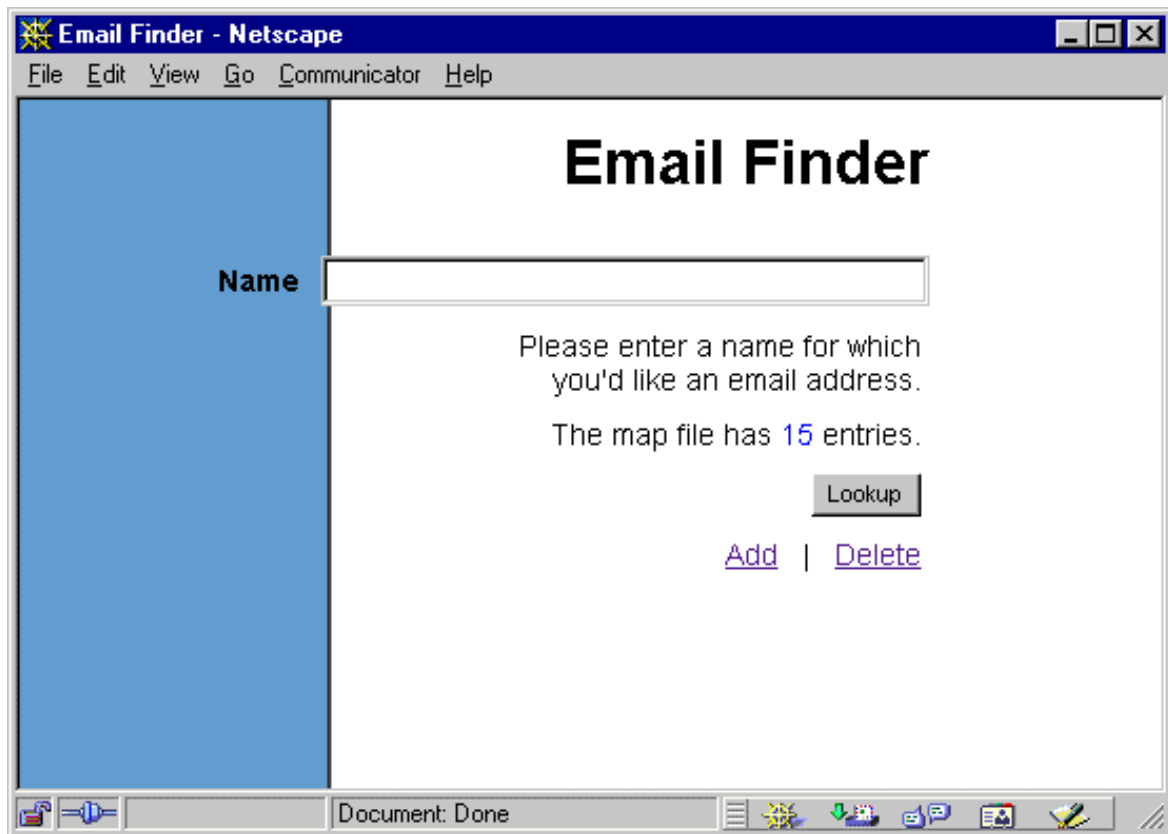 Email Finder - Netscape
File Edit View Go Communicator Help
Email Finder
Name
Please enter a name for which
you'd like an email address.
The map file has 15 entries.
Lookup
Add | Delete
Document: Done